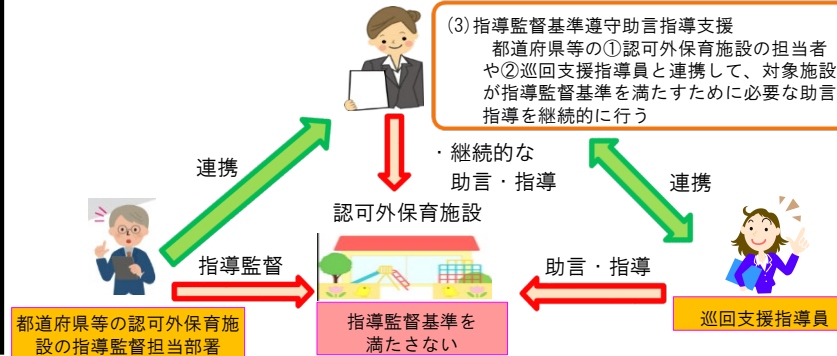 (3)指導監督基準遵守助言指導支援
都道府県等の①認可外保育施設の担当者
や②巡回支援指導員と連携して、対象施設
が指導監督基準を満たすために必要な助言
指導を継続的に行う
・継続的な
助言・指導
連携
連携
認可外保育施設
指導監督
助言・指導
都道府県等の認可外保育施
設の指導監督担当部署
指導監督基準を
満たさない
巡回支援指導員